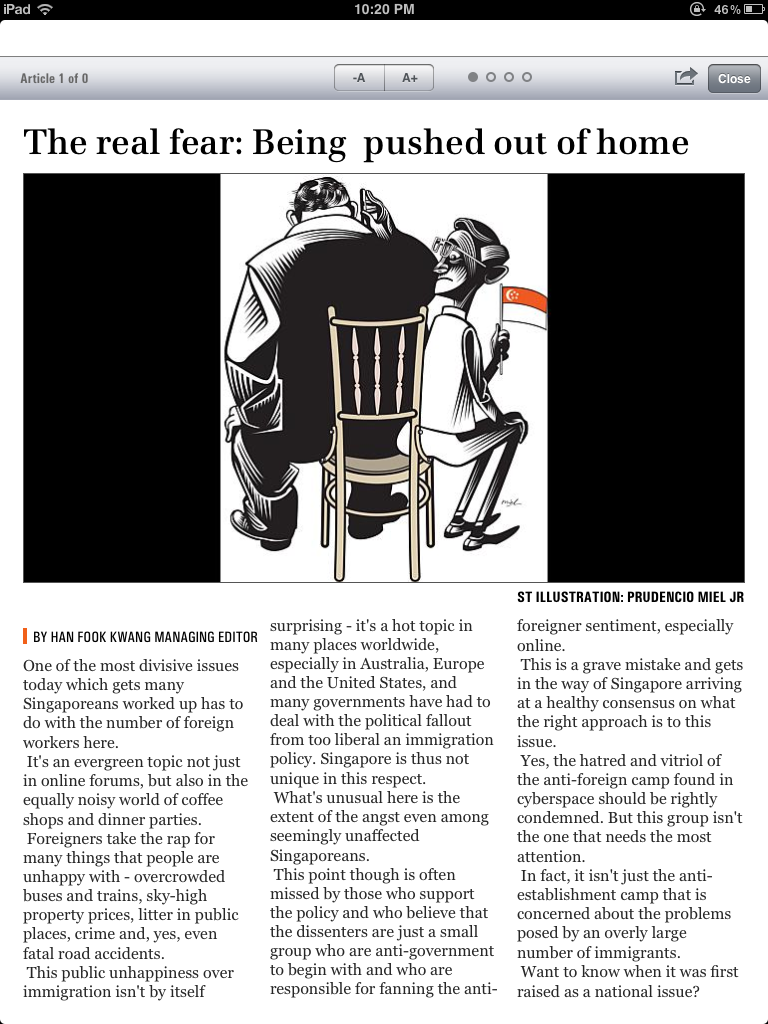 iPad
10:20 PM
46%
Article 1 of 0
-A
A+
Close
The real fear: Being  pushed out of home
ST ILLUSTRATION: PRUDENCIO MIEL JR
BY HAN FOOK KWANG MANAGING EDITOR
One of the most divisive issues
today which gets many
Singaporeans worked up has to
do with the number of foreign
workers here.
It's an evergreen topic not just
in online forums, but also in the
equally noisy world of coffee
shops and dinner parties.
Foreigners take the rap for
many things that people are
unhappy with - overcrowded
buses and trains, sky-high
property prices, litter in public
places, crime and, yes, even
fatal road accidents.
This public unhappiness over
immigration isn't by itself
surprising - it's a hot topic in
many places worldwide,
especially in Australia, Europe
and the United States, and
many governments have had to
deal with the political fallout
from too liberal an immigration
policy. Singapore is thus not
unique in this respect.
What's unusual here is the
extent of the angst even among
seemingly unaffected
Singaporeans.
This point though is often
missed by those who support
the policy and who believe that
the dissenters are just a small
group who are anti-government
to begin with and who are
responsible for fanning the anti-
foreigner sentiment, especially
online.
This is a grave mistake and gets
in the way of Singapore arriving
at a healthy consensus on what
the right approach is to this
issue.
Yes, the hatred and vitriol of
the anti-foreign camp found in
cyberspace should be rightly
condemned. But this group isn't
the one that needs the most
attention.
In fact, it isn't just the anti-
establishment camp that is
concerned about the problems
posed by an overly large
number of immigrants.
Want to know when it was first
raised as a national issue?